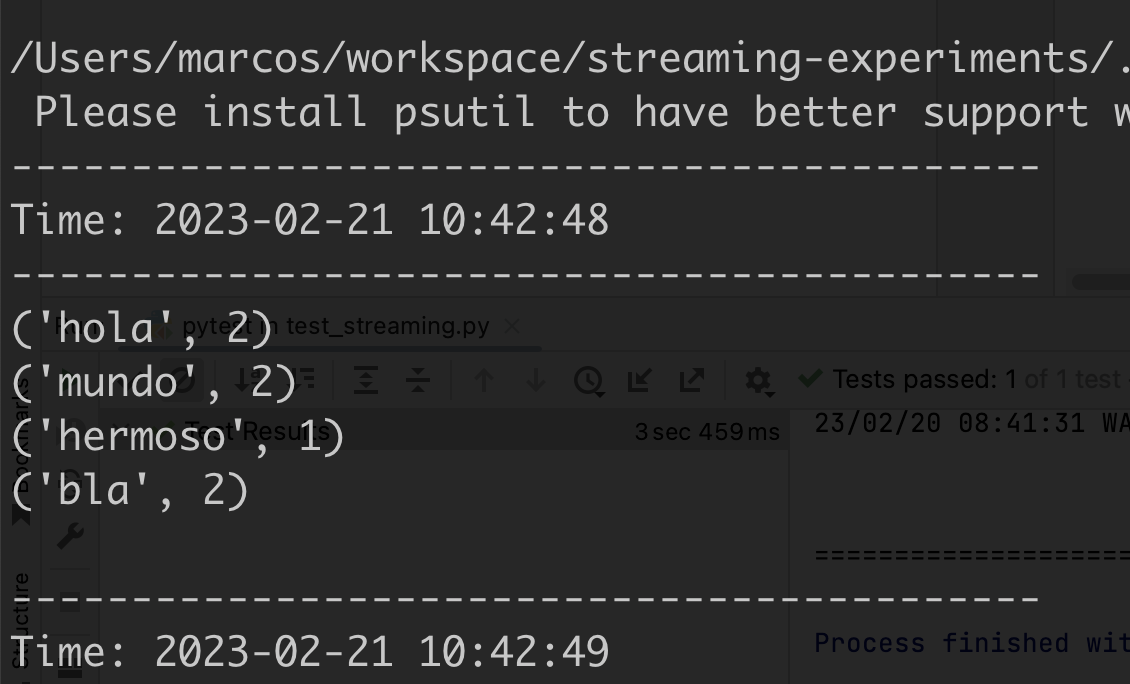 /Users/marcos/workspace/streaming-experiments/.
Please install psutil to have better support w
-------------------------------------------
Time: 2023-02-21 10:42:48
-------------------------------------------
('hola', 2)
('mundo', 2)
('hermoso', 1)
('bla', 2)
-------------------------------------------
Time: 2023-02-21 10:42:49
pytest in test_streaming.py
Tests passed: 1 of 1 test
Test Results
3 sec 459 ms
23/02/20 08:41:31 WA
====================
Process finished wit
Bookmarks
Structure